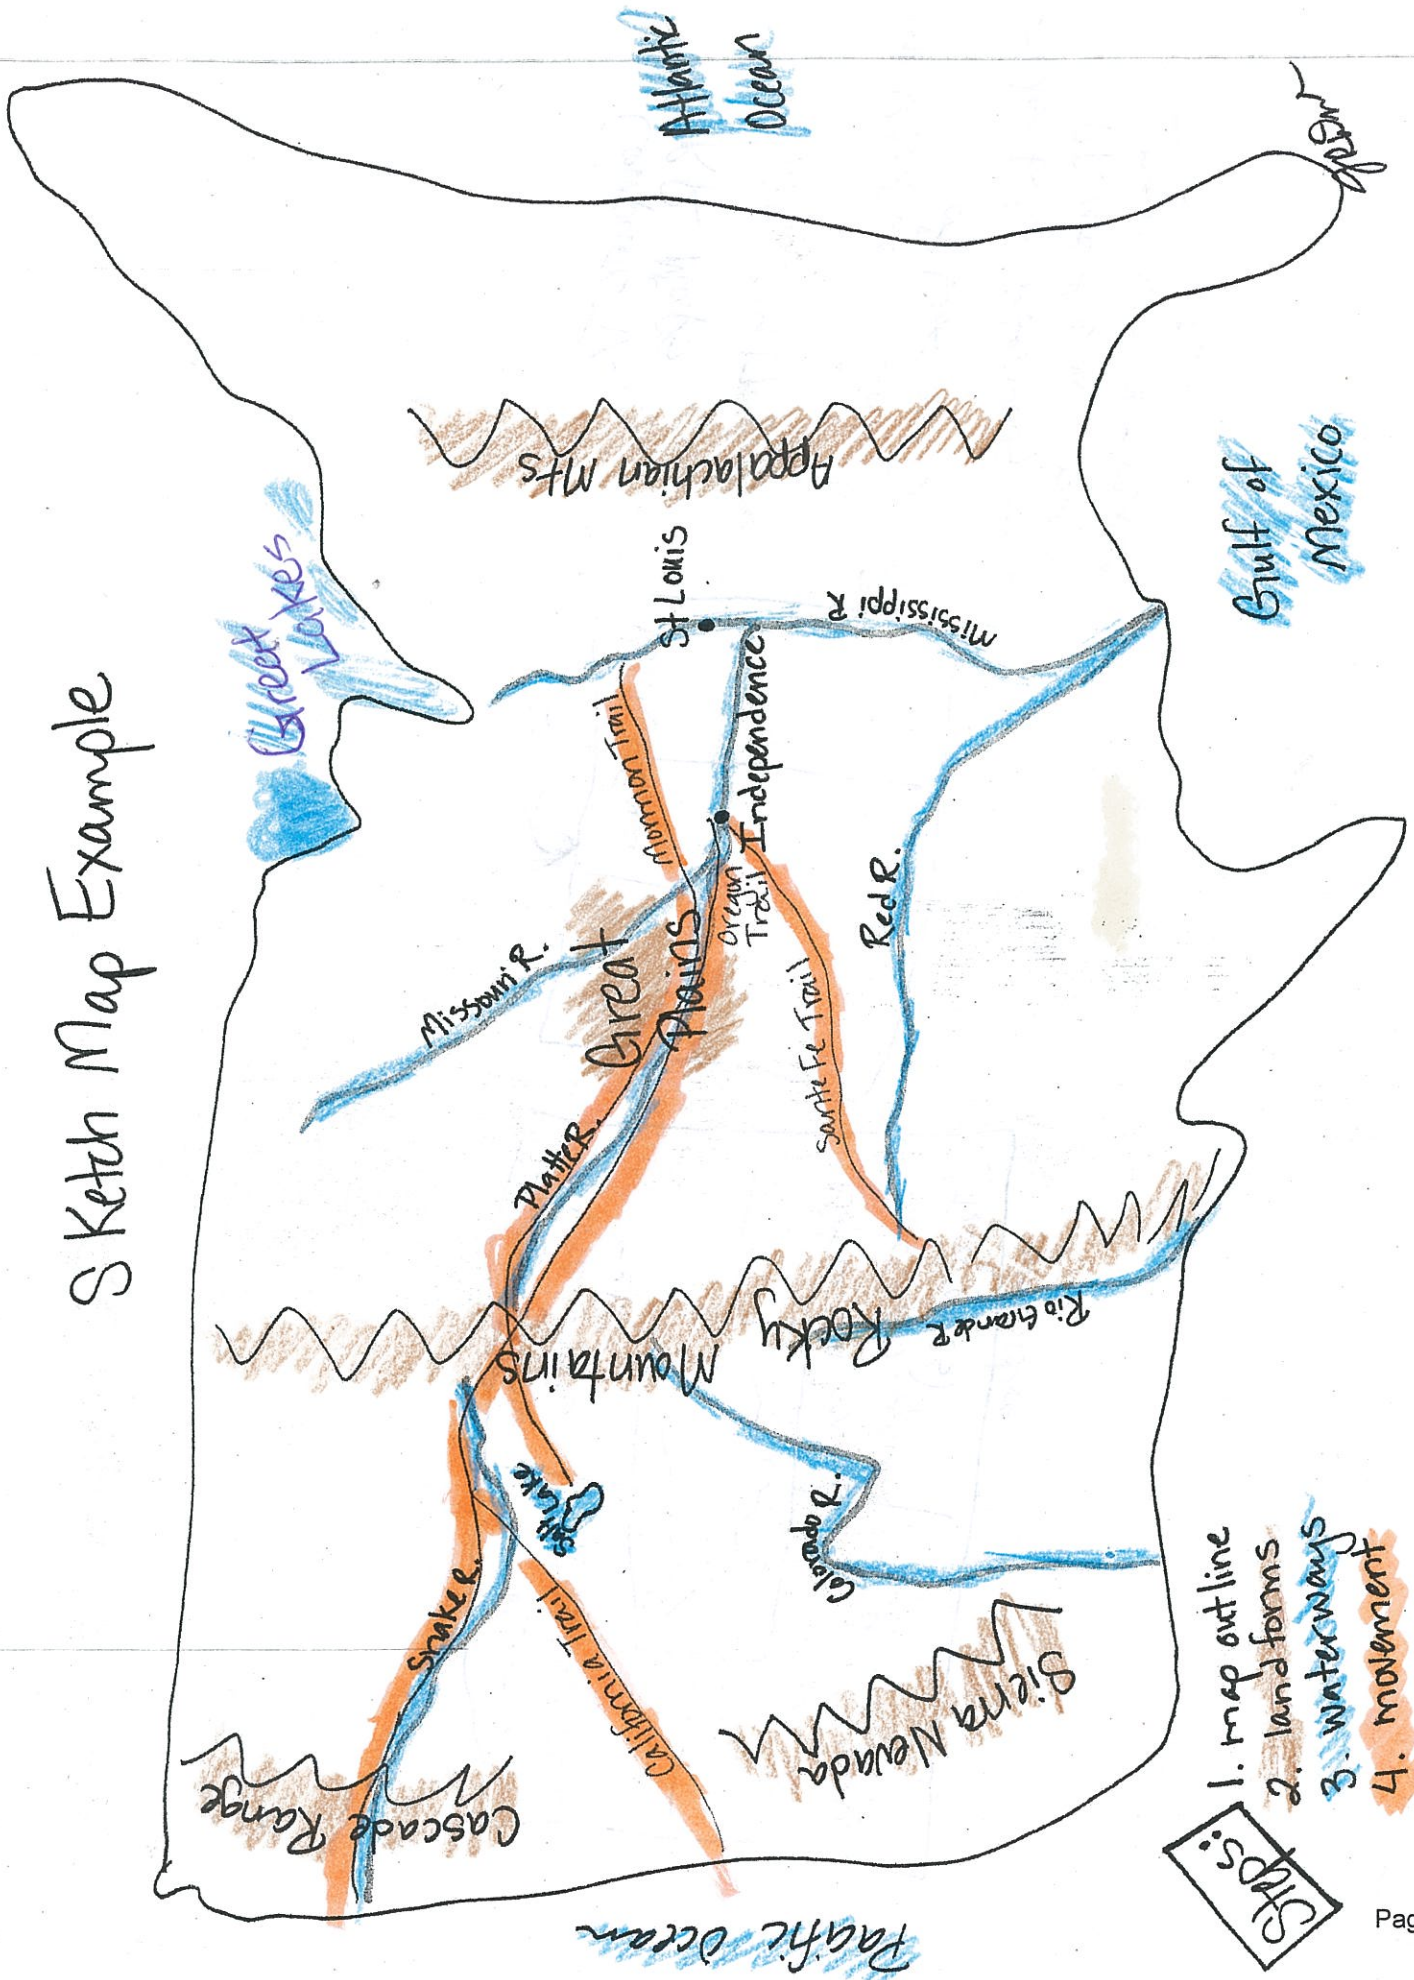 Sketch Map Example
Great
Lakes
Atlantic
Ocean
Appalachian Mts
St Louis
Mississippi R
Independence
Mormon Trail
Oregon
Trail
Missouri R.
Great
Plains
Platte R.
Sante Fe Trail
Red R.
Gulf of
Mexico
Rocky
Mountains
Rio Grande R.
Salt Lake
Colorado R.
Snake R.
California Trail
Cascade Range
Sierra Nevada
Pacific Ocean
Steps:
1. map outline
2. landforms
3. waterways
4. movement
Pag